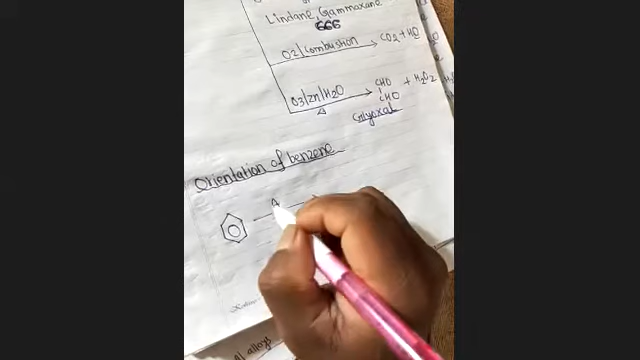 Lindane, Gammaxane
666
O2/Combustion CO2 + H2O
O3/Zn/H2O CHO + H2O2
Δ CHO
Glyoxal
Orientation of benzene
A